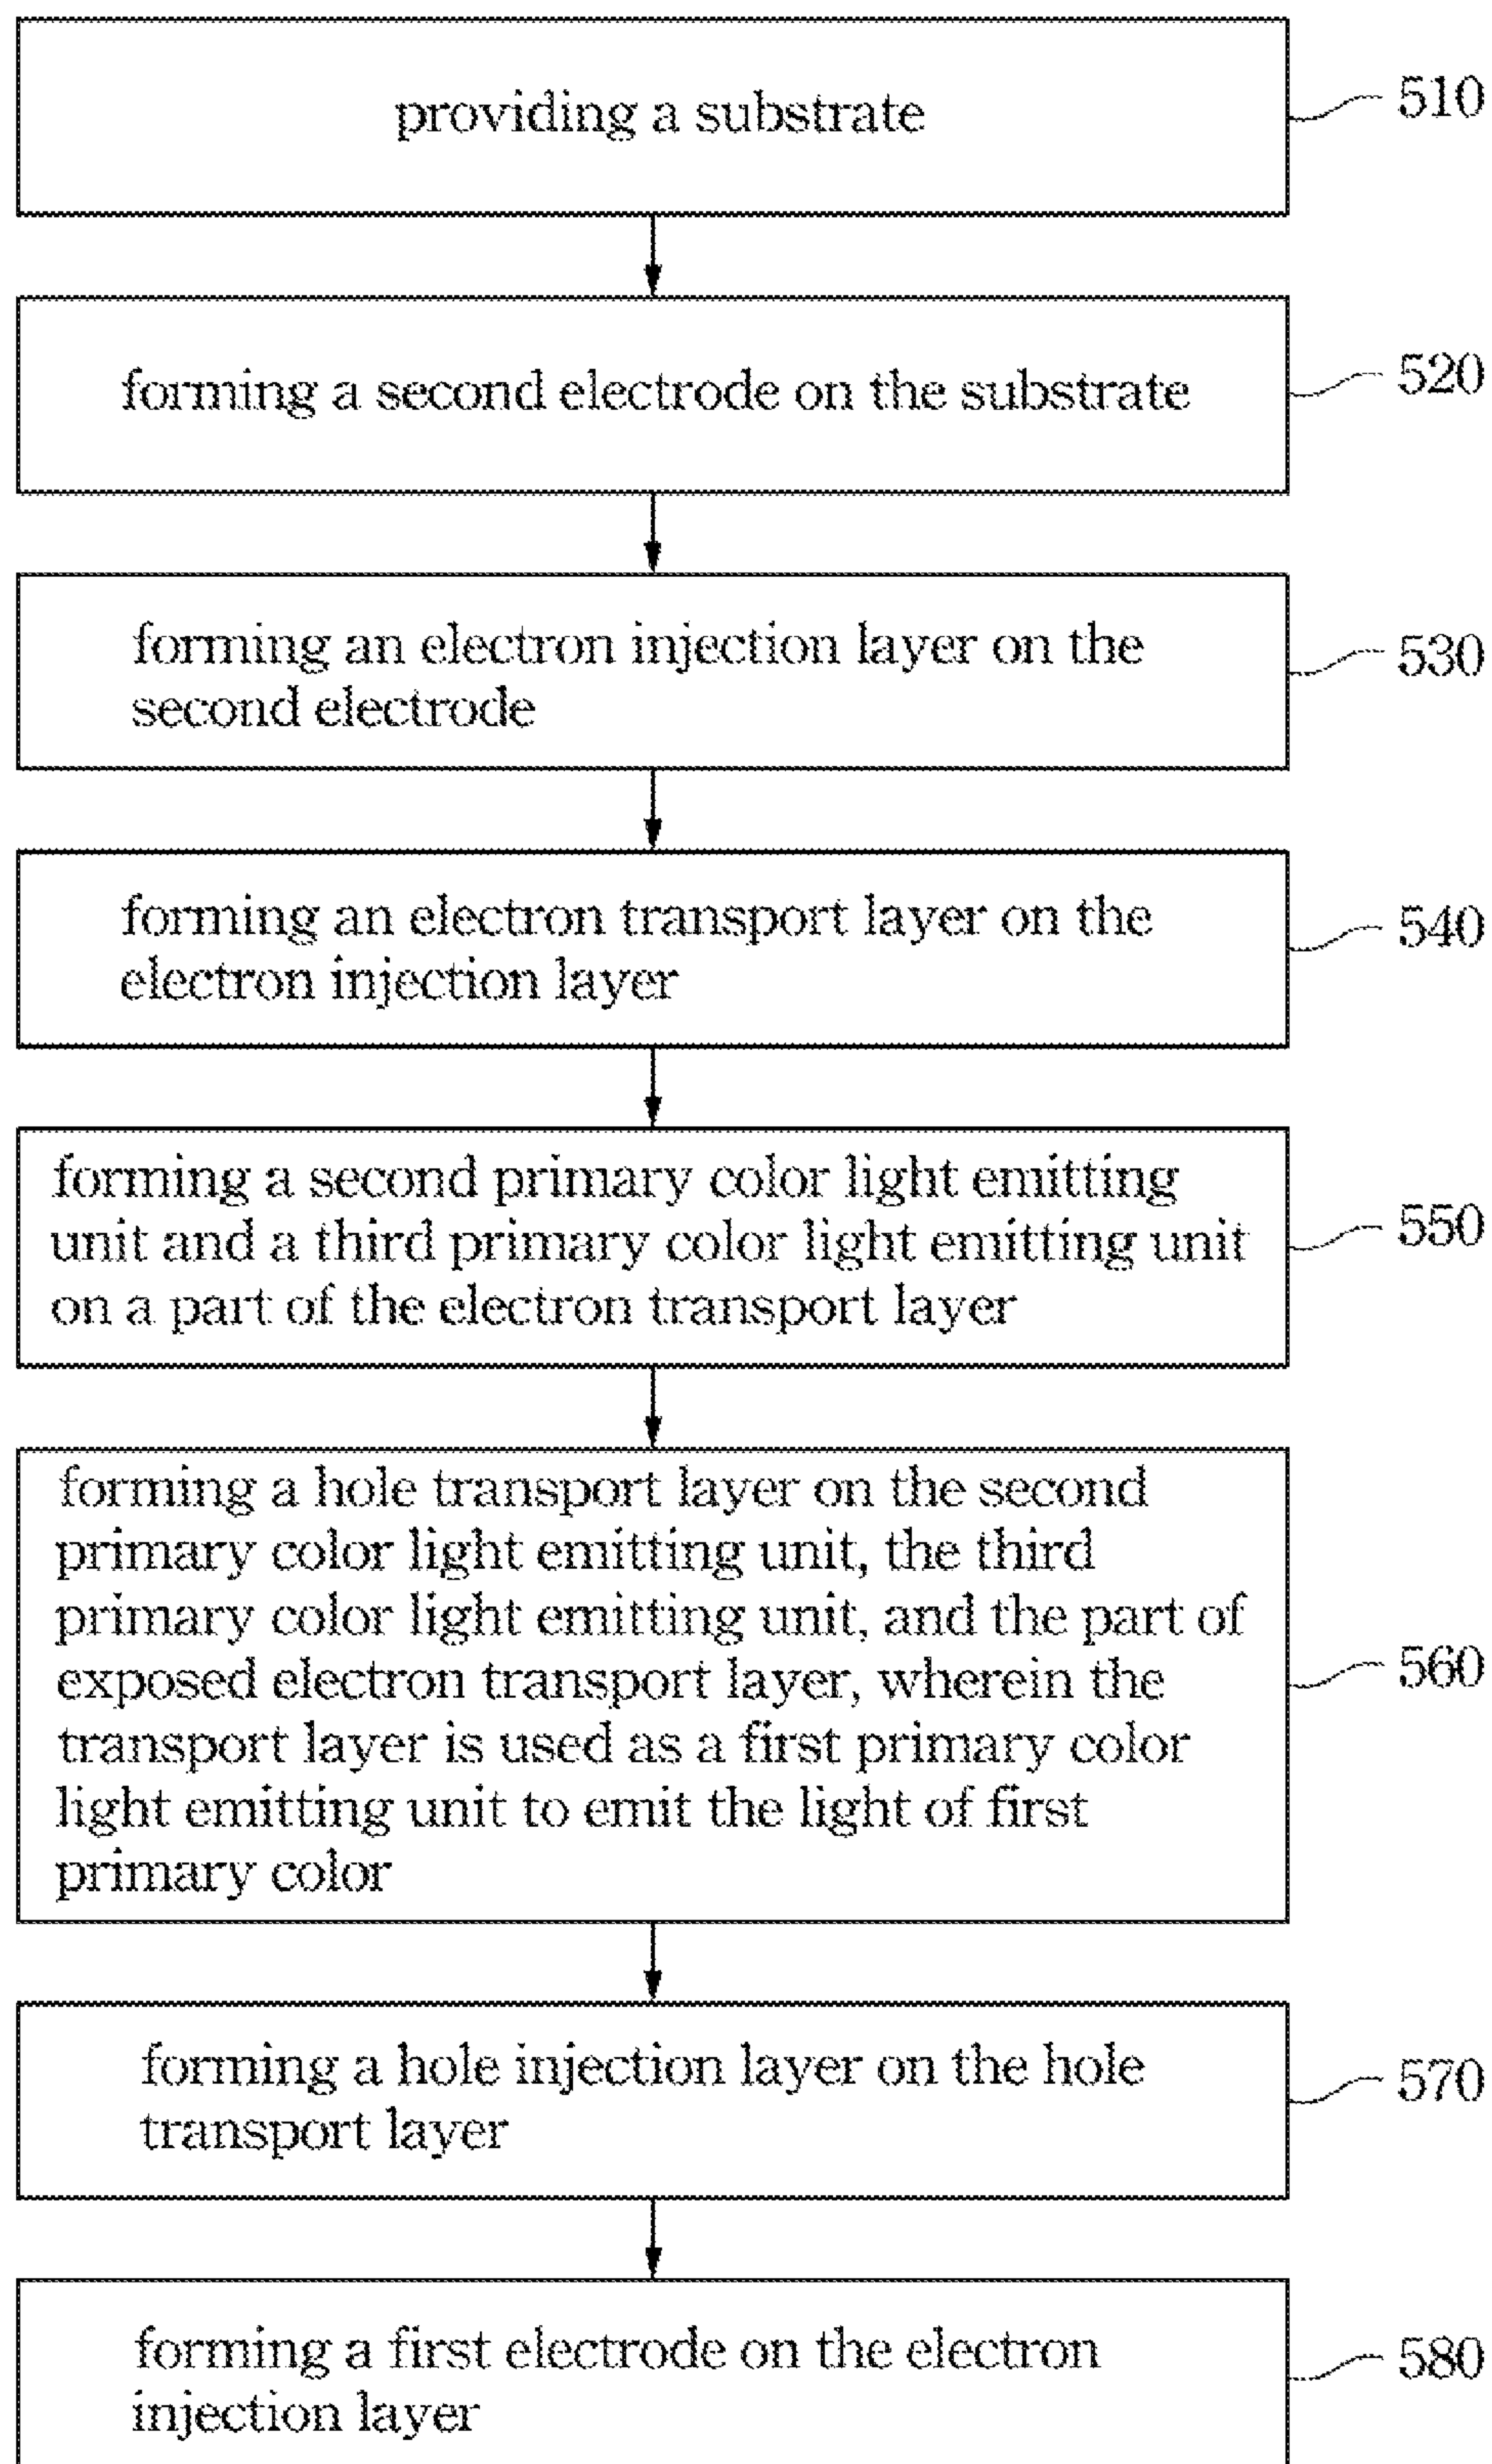 providing a substrate
510
forming a second electrode on the substrate
520
forming an electron injection layer on the
second electrode
530
forming an electron transport layer on the
electron injection layer
540
forming a second primary color light emitting
unit and a third primary color light emitting unit
on a part of the electron transport layer
550
forming a hole transport layer on the second
primary color light emitting unit, the third
primary color light emitting unit, and the part of
exposed electron transport layer, wherein the
transport layer is used as a first primary color
light emitting unit to emit the light of first
primary color
560
forming a hole injection layer on the hole
transport layer
570
forming a first electrode on the electron
injection layer
580